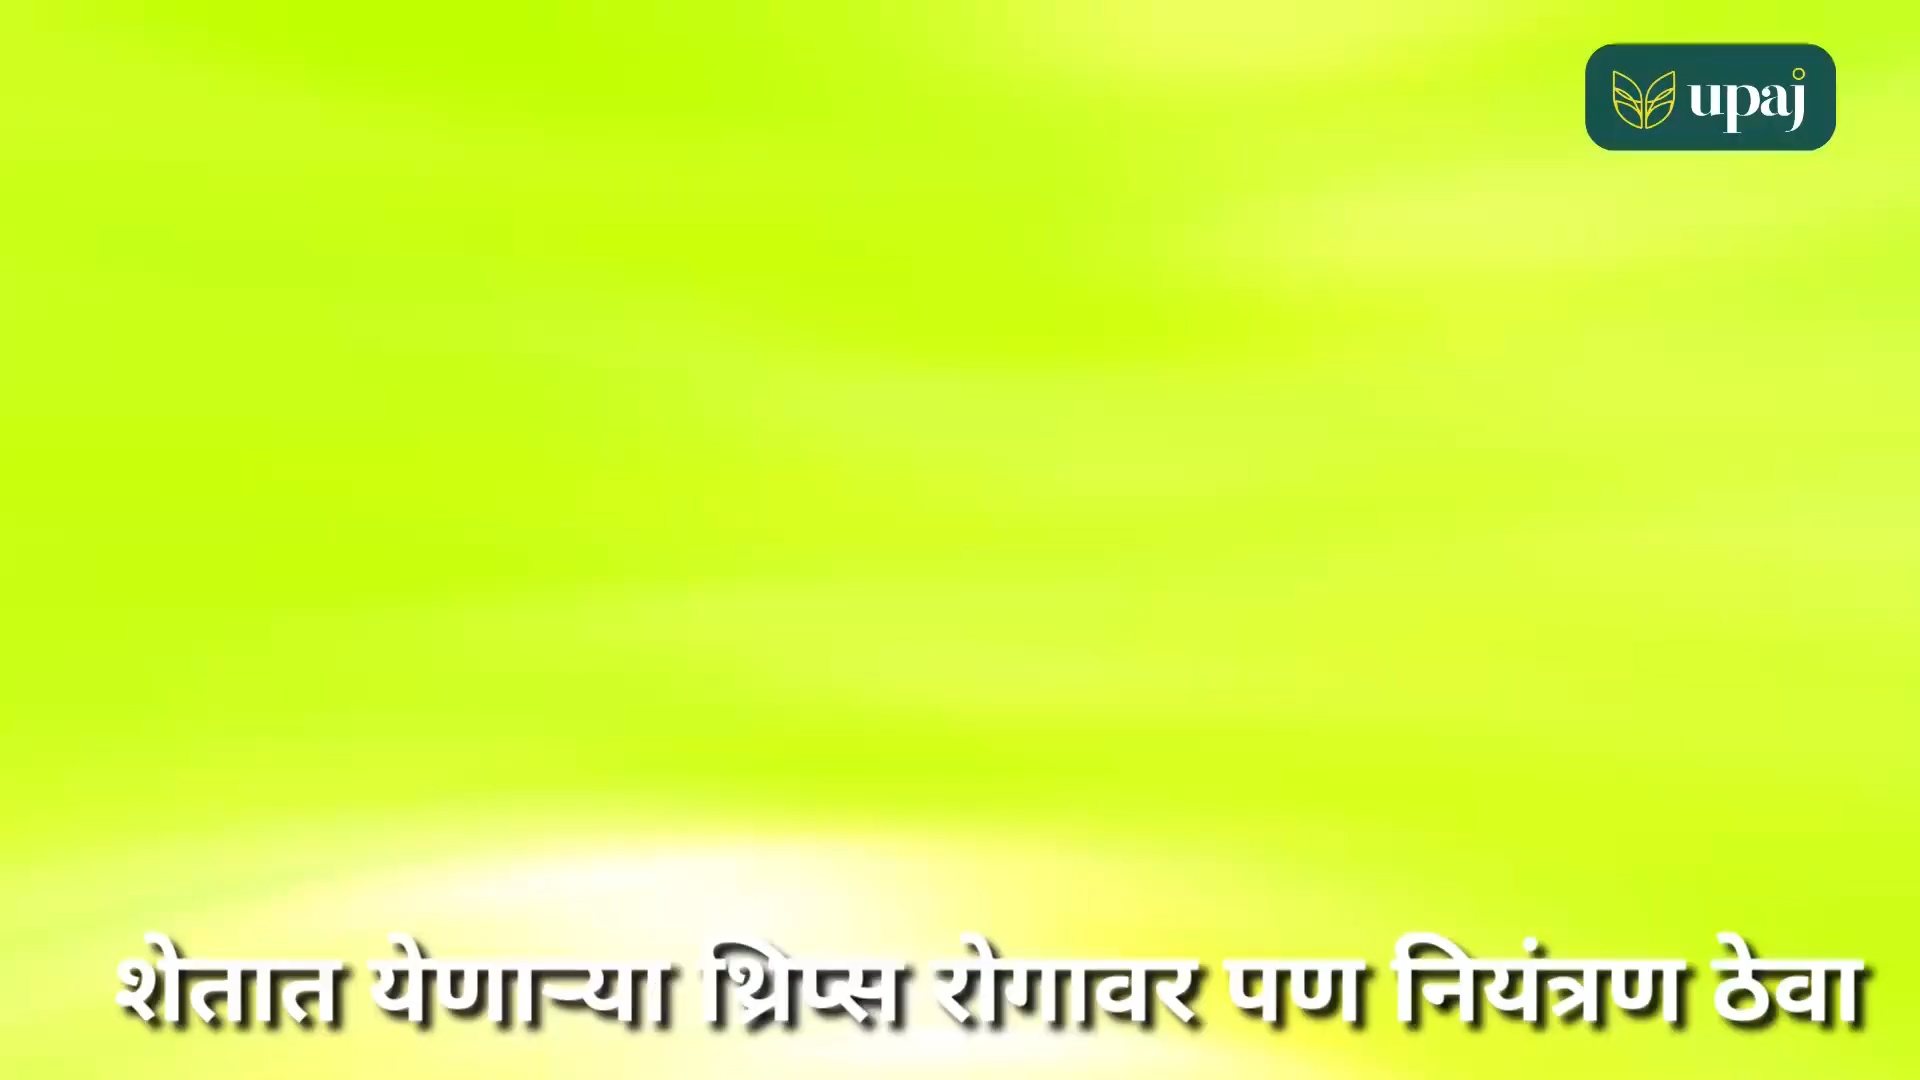 upaj
शेतात येणाऱ्या थ्रिप्स रोगावर पण नियंत्रण ठेवा